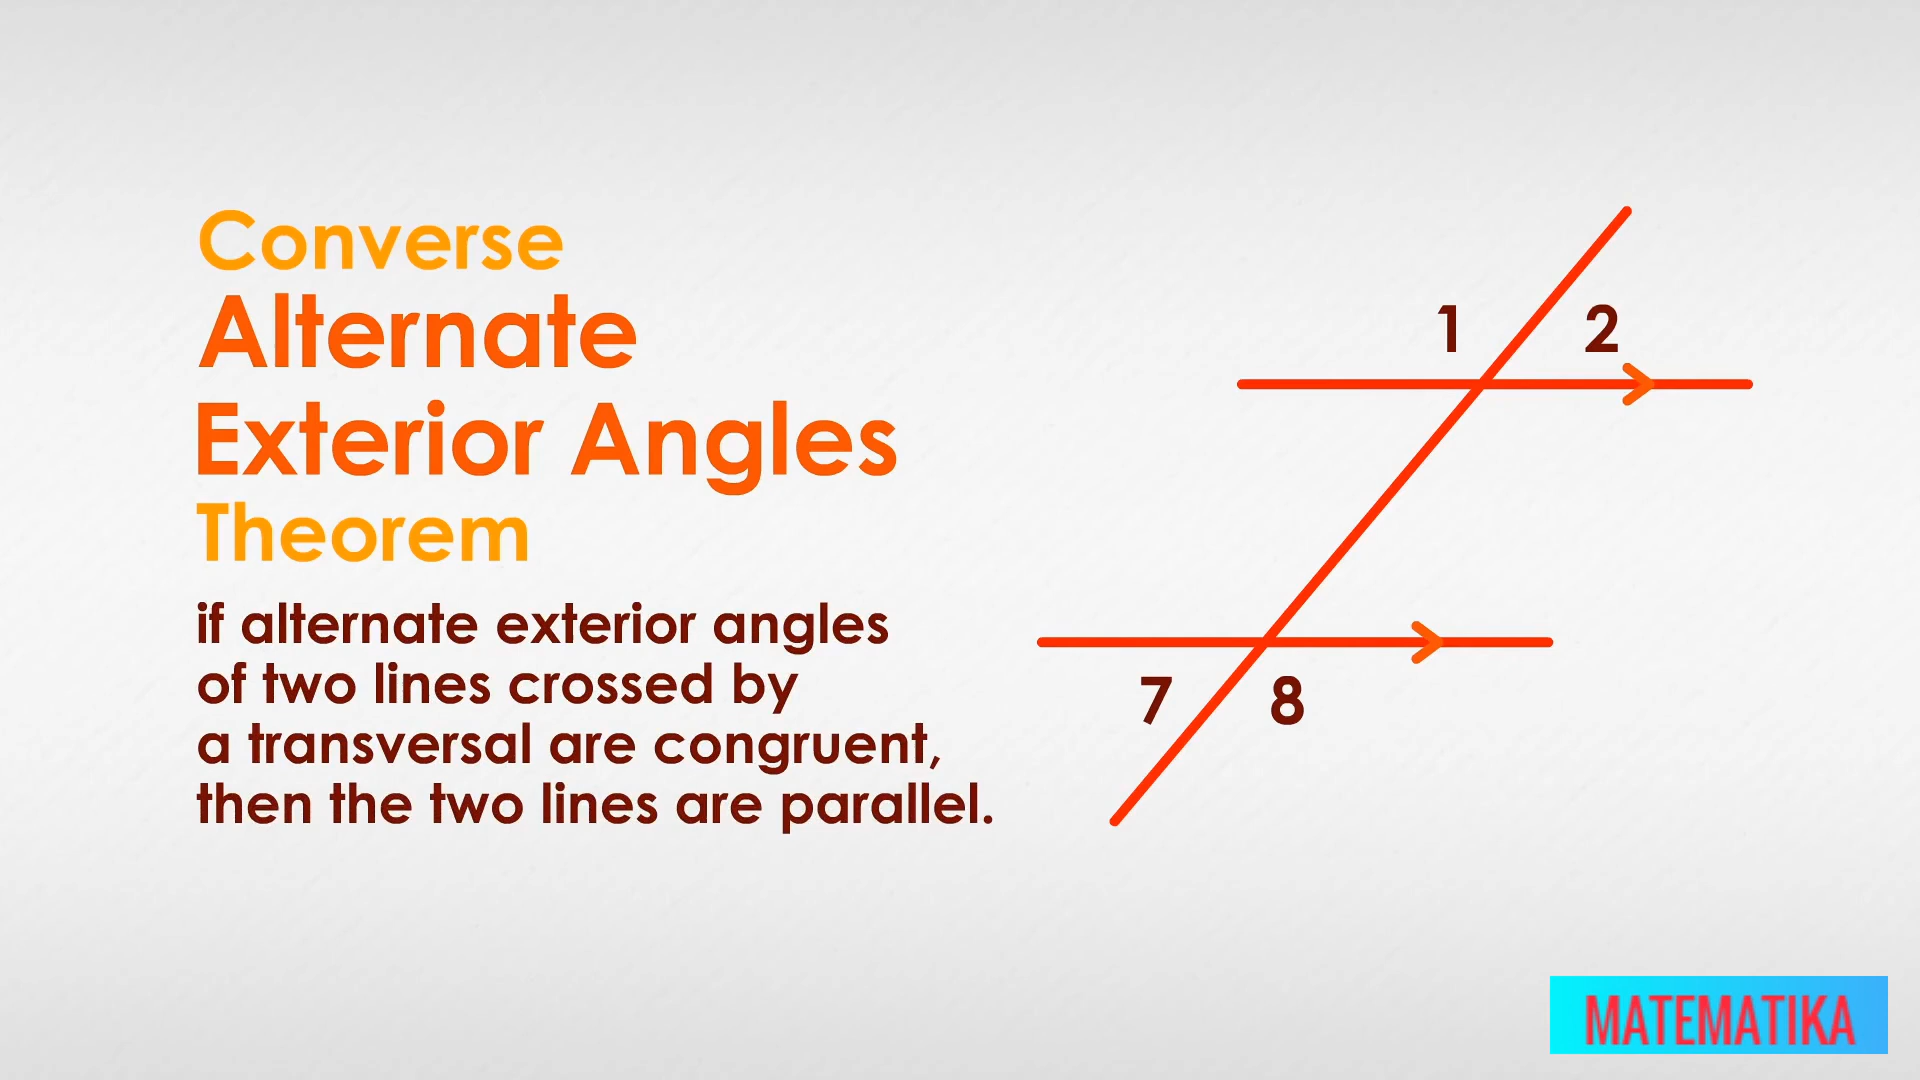 Converse
Alternate
Exterior Angles
Theorem
if alternate exterior angles
of two lines crossed by
a transversal are congruent,
then the two lines are parallel.
1 2
7 8
MATEMATIKA